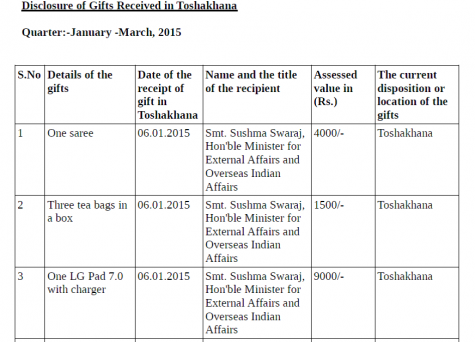 Disclosure of Gifts Received in Toshakhana
Quarter:-January -March, 2015
S.No Details of the gifts Date of the receipt of gift in Toshakhana Name and the title of the recipient Assessed value in (Rs.) The current disposition or location of the gifts
1 One saree 06.01.2015 Smt. Sushma Swaraj, Hon'ble Minister for External Affairs and Overseas Indian Affairs 4000/- Toshakhana
2 Three tea bags in a box 06.01.2015 Smt. Sushma Swaraj, Hon'ble Minister for External Affairs and Overseas Indian Affairs 1500/- Toshakhana
3 One LG Pad 7.0 with charger 06.01.2015 Smt. Sushma Swaraj, Hon'ble Minister for External Affairs and Overseas Indian Affairs 9000/- Toshakhana